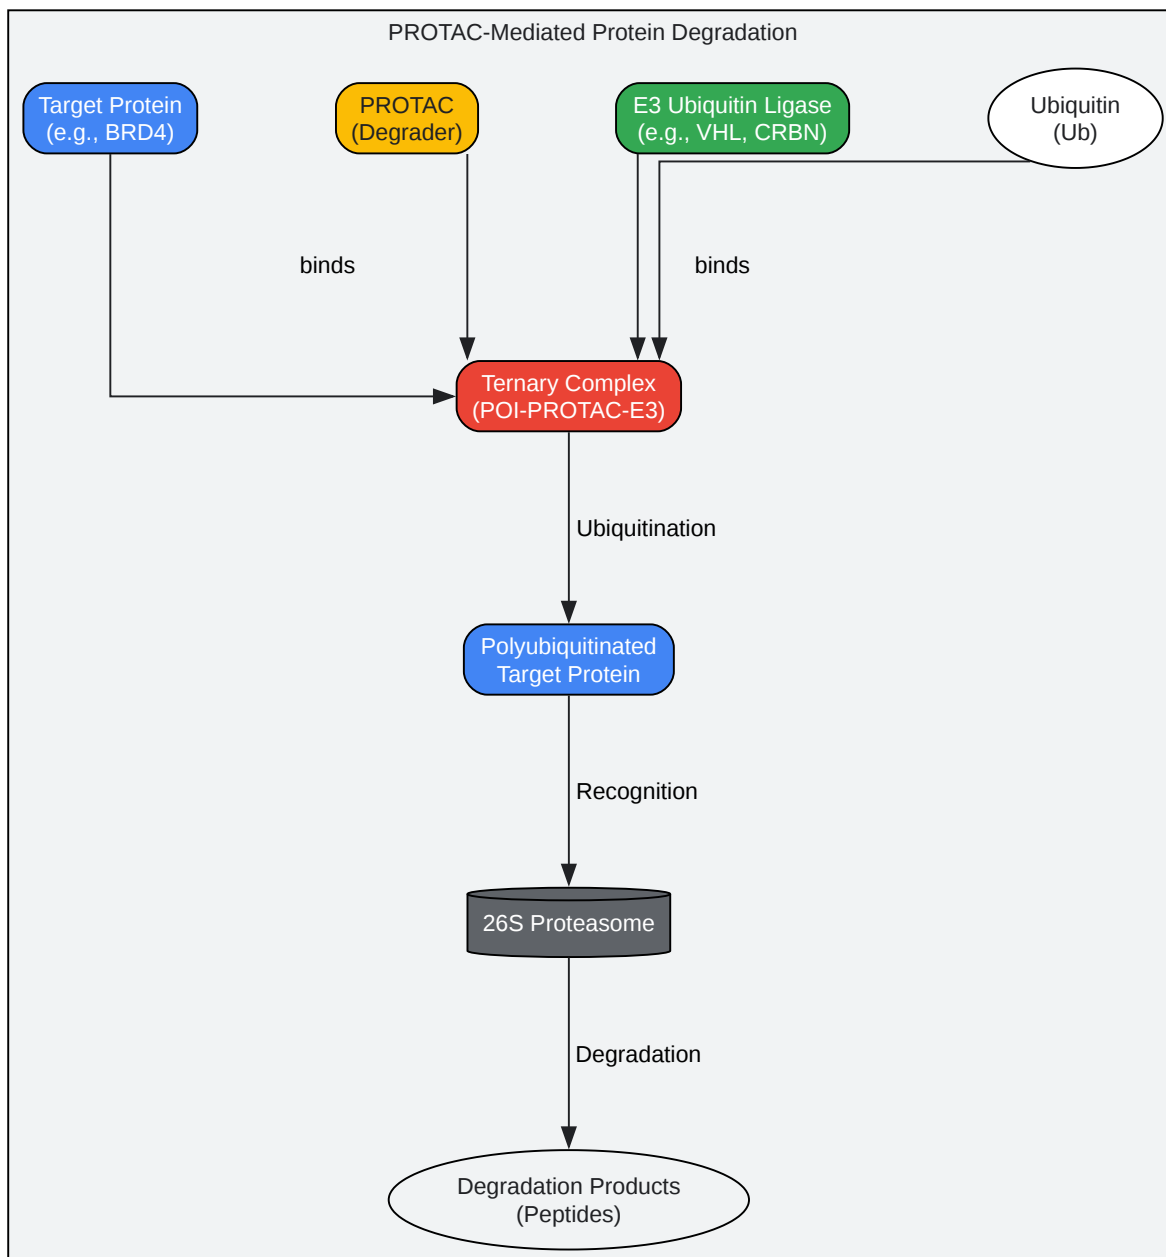 PROTAC-Mediated Protein Degradation
Target Protein
(e.g., BRD4)
PROTAC
(Degrader)
E3 Ubiquitin Ligase
(e.g., VHL, CRBN)
Ubiquitin
(Ub)
binds
binds
Ternary Complex
(POI-PROTAC-E3)
Ubiquitination
Polyubiquitinated
Target Protein
Recognition
26S Proteasome
Degradation
Degradation Products
(Peptides)